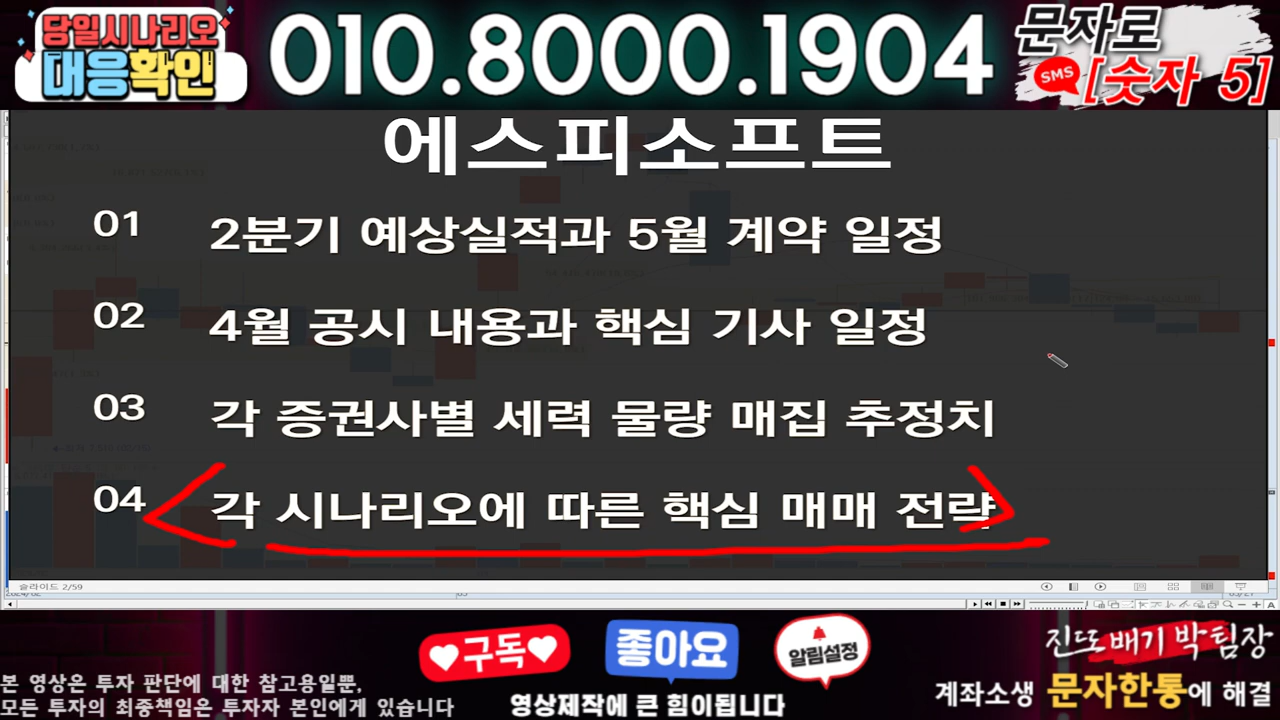 당일시나리오
대응확인
010.8000.1904
문자로
SMS
[숫자 5]
에스피소프트
01 2분기 예상실적과 5월 계약 일정
02 4월 공시 내용과 핵심 기사 일정
03 각 증권사별 세력 물량 매집 추정치
04 각 시나리오에 따른 핵심 매매 전략
슬라이드 2/59
구독
좋아요
알림설정
영상제작에 큰 힘이됩니다
본 영상은 투자 판단에 대한 참고용일뿐,
모든 투자의 최종책임은 투자자 본인에게 있습니다
진또배기 박팀장
계좌소생 문자한통에 해결